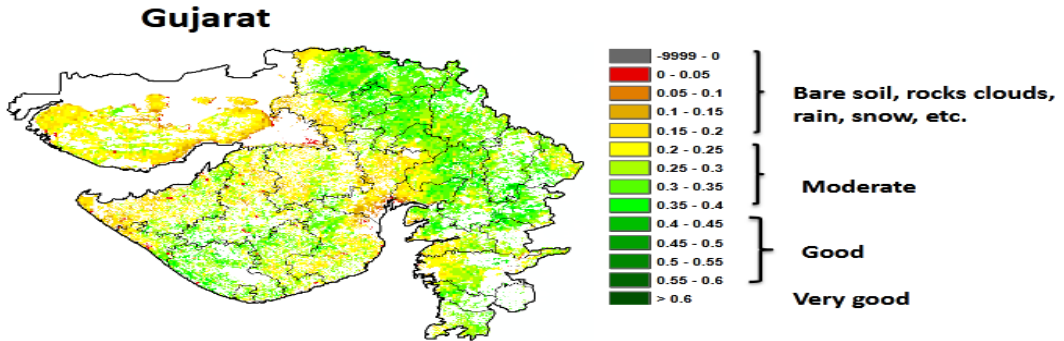 Gujarat
-9999 - 0
0 - 0.05
0.05 - 0.1
0.1 - 0.15
0.15 - 0.2
0.2 - 0.25
0.25 - 0.3
0.3 - 0.35
0.35 - 0.4
0.4 - 0.45
0.45 - 0.5
0.5 - 0.55
0.55 - 0.6
> 0.6
Bare soil, rocks clouds,
rain, snow, etc.
Moderate
Good
Very good